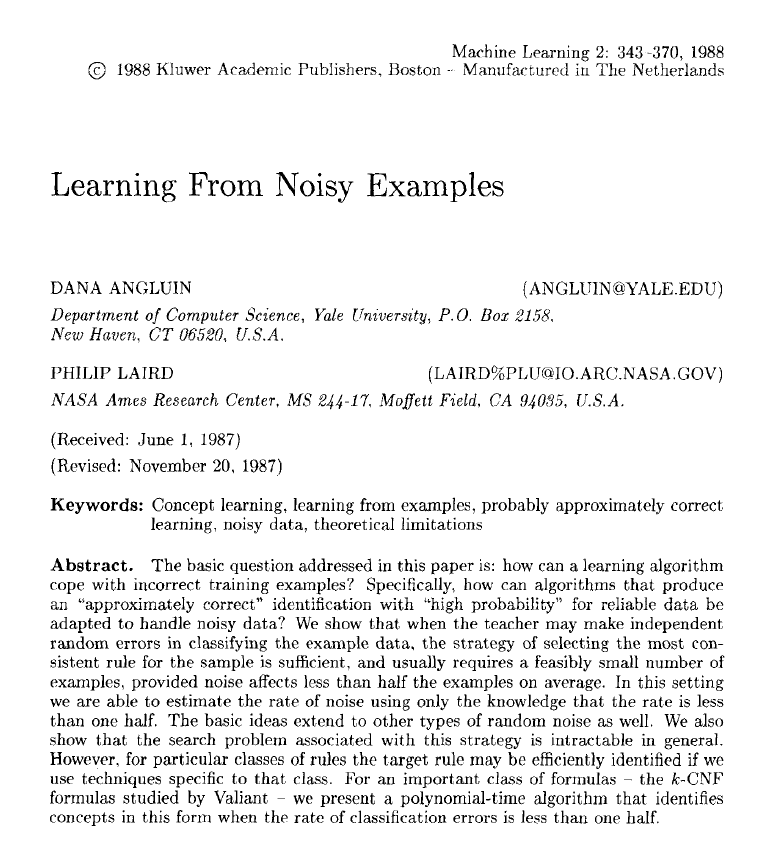 Machine Learning 2: 343-370, 1988
© 1988 Kluwer Academic Publishers, Boston - Manufactured in The Netherlands
Learning From Noisy Examples
DANA ANGLUIN (ANGLUIN@YALE.EDU)
Department of Computer Science, Yale University, P.O. Box 2158,
New Haven, CT 06520, U.S.A.
PHILIP LAIRD (LAIRD%PLU@IO.ARC.NASA.GOV)
NASA Ames Research Center, MS 244-17, Moffett Field, CA 94035, U.S.A.
(Received: June 1, 1987)
(Revised: November 20, 1987)
Keywords: Concept learning, learning from examples, probably approximately correct
learning, noisy data, theoretical limitations
Abstract. The basic question addressed in this paper is: how can a learning algorithm
cope with incorrect training examples? Specifically, how can algorithms that produce
an “approximately correct” identification with “high probability” for reliable data be
adapted to handle noisy data? We show that when the teacher may make independent
random errors in classifying the example data, the strategy of selecting the most con-
sistent rule for the sample is sufficient, and usually requires a feasibly small number of
examples, provided noise affects less than half the examples on average. In this setting
we are able to estimate the rate of noise using only the knowledge that the rate is less
than one half. The basic ideas extend to other types of random noise as well. We also
show that the search problem associated with this strategy is intractable in general.
However, for particular classes of rules the target rule may be efficiently identified if we
use techniques specific to that class. For an important class of formulas – the k-CNF
formulas studied by Valiant – we present a polynomial-time algorithm that identifies
concepts in this form when the rate of classification errors is less than one half.